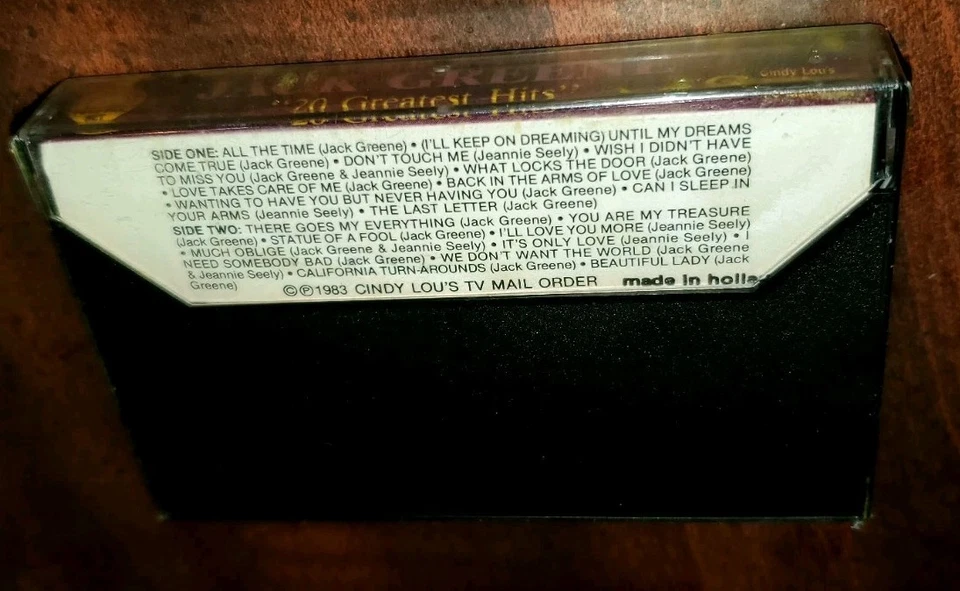 JACK GREENE
"20 Greatest Hits"
Cindy Lou's
SIDE ONE: ALL THE TIME (Jack Greene) • (I'LL KEEP ON DREAMING) UNTIL MY DREAMS
COME TRUE (Jack Greene) • DON'T TOUCH ME (Jeannie Seely) • WISH I DIDN'T HAVE
TO MISS YOU (Jack Greene & Jeannie Seely) • WHAT LOCKS THE DOOR (Jack Greene)
• LOVE TAKES CARE OF ME (Jack Greene) • BACK IN THE ARMS OF LOVE (Jack Greene)
• WANTING TO HAVE YOU BUT NEVER HAVING YOU (Jack Greene) • CAN I SLEEP IN
YOUR ARMS (Jeannie Seely) • THE LAST LETTER (Jack Greene)
SIDE TWO: THERE GOES MY EVERYTHING (Jack Greene) • YOU ARE MY TREASURE
(Jack Greene) • STATUE OF A FOOL (Jack Greene) • I'LL LOVE YOU MORE (Jeannie Seely)
• MUCH OBLIGE (Jack Greene & Jeannie Seely) • IT'S ONLY LOVE (Jeannie Seely) • I
NEED SOMEBODY BAD (Jack Greene) • WE DON'T WANT THE WORLD (Jack Greene
& Jeannie Seely) • CALIFORNIA TURN-AROUNDS (Jack Greene) • BEAUTIFUL LADY (Jack
Greene)
©℗1983 CINDY LOU'S TV MAIL ORDER made in holla